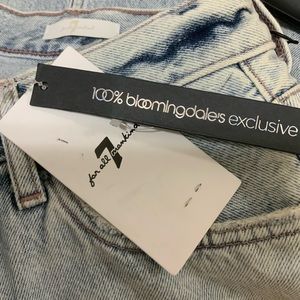 100% bloomingdale's exclusive
7
for all mankind